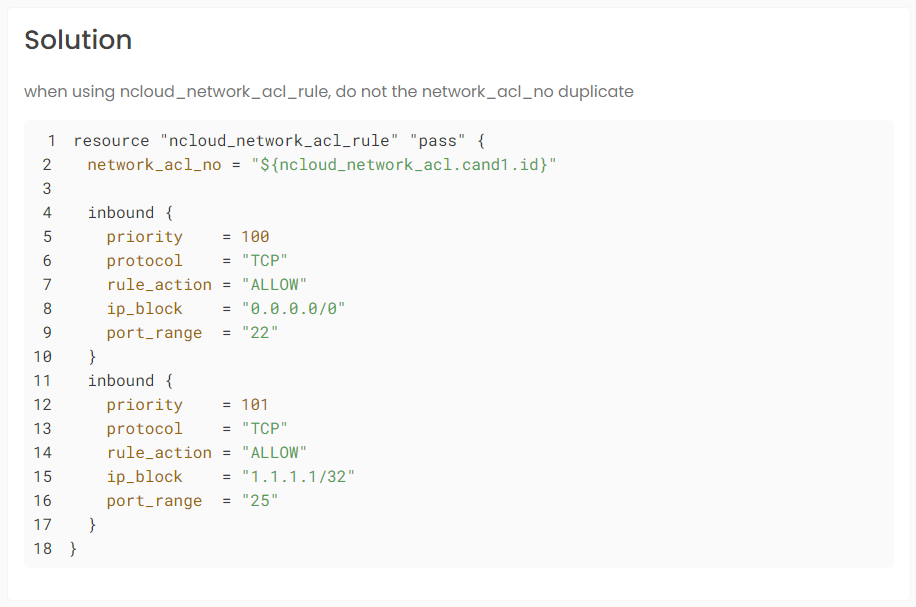 Solution
when using ncloud_network_acl_rule, do not the network_acl_no duplicate
1 resource "ncloud_network_acl_rule" "pass" {
2   network_acl_no = "${ncloud_network_acl.cand1.id}"
3
4   inbound {
5     priority    = 100
6     protocol    = "TCP"
7     rule_action = "ALLOW"
8     ip_block    = "0.0.0.0/0"
9     port_range  = "22"
10   }
11   inbound {
12     priority    = 101
13     protocol    = "TCP"
14     rule_action = "ALLOW"
15     ip_block    = "1.1.1.1/32"
16     port_range  = "25"
17   }
18 }